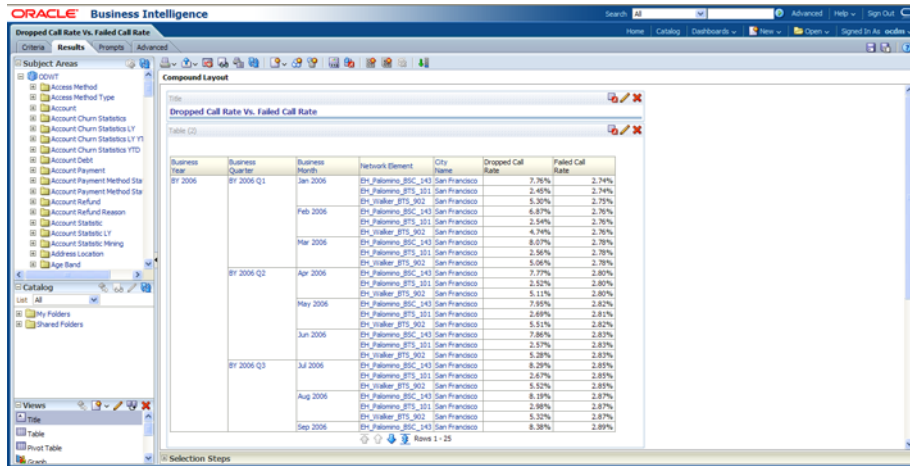 ORACLE Business Intelligence
Search All Advanced Help Sign Out
Dropped Call Rate Vs. Failed Call Rate
Home Catalog Dashboards New Open Signed In As ocdm
Criteria Results Prompts Advanced
Subject Areas
ODWT
Access Method
Access Method Type
Account
Account Churn Statistics
Account Churn Statistics LY
Account Churn Statistics LY YT
Account Churn Statistics YTD
Account Debt
Account Payment
Account Payment Method Sta
Account Payment Method Sta
Account Refund
Account Refund Reason
Account Statistic
Account Statistic LY
Account Statistic Mining
Address Location
Age Band
Catalog
List All
My Folders
Shared Folders
Views
Title
Table
Pivot Table
Graph
Compound Layout
Title
Dropped Call Rate Vs. Failed Call Rate
Table (2)
Business Year Business Quarter Business Month Network Element City Name Dropped Call Rate Failed Call Rate
BY 2006 BY 2006 Q1 Jan 2006 EH_Palomino_BSC_143 San Francisco 7.76% 2.74%
EH_Palomino_BTS_101 San Francisco 2.45% 2.74%
EH_Walker_BTS_902 San Francisco 5.30% 2.75%
Feb 2006 EH_Palomino_BSC_143 San Francisco 6.87% 2.76%
EH_Palomino_BTS_101 San Francisco 2.54% 2.76%
EH_Walker_BTS_902 San Francisco 4.74% 2.76%
Mar 2006 EH_Palomino_BSC_143 San Francisco 8.07% 2.78%
EH_Palomino_BTS_101 San Francisco 2.56% 2.78%
EH_Walker_BTS_902 San Francisco 5.06% 2.78%
BY 2006 Q2 Apr 2006 EH_Palomino_BSC_143 San Francisco 7.77% 2.80%
EH_Palomino_BTS_101 San Francisco 2.52% 2.80%
EH_Walker_BTS_902 San Francisco 5.11% 2.80%
May 2006 EH_Palomino_BSC_143 San Francisco 7.95% 2.82%
EH_Palomino_BTS_101 San Francisco 2.69% 2.81%
EH_Walker_BTS_902 San Francisco 5.51% 2.82%
Jun 2006 EH_Palomino_BSC_143 San Francisco 7.86% 2.83%
EH_Palomino_BTS_101 San Francisco 2.57% 2.83%
EH_Walker_BTS_902 San Francisco 5.28% 2.83%
BY 2006 Q3 Jul 2006 EH_Palomino_BSC_143 San Francisco 8.29% 2.85%
EH_Palomino_BTS_101 San Francisco 2.67% 2.85%
EH_Walker_BTS_902 San Francisco 5.52% 2.85%
Aug 2006 EH_Palomino_BSC_143 San Francisco 8.19% 2.87%
EH_Palomino_BTS_101 San Francisco 2.98% 2.87%
EH_Walker_BTS_902 San Francisco 5.32% 2.87%
Sep 2006 EH_Palomino_BSC_143 San Francisco 8.38% 2.89%
Rows 1 - 25
Selection Steps